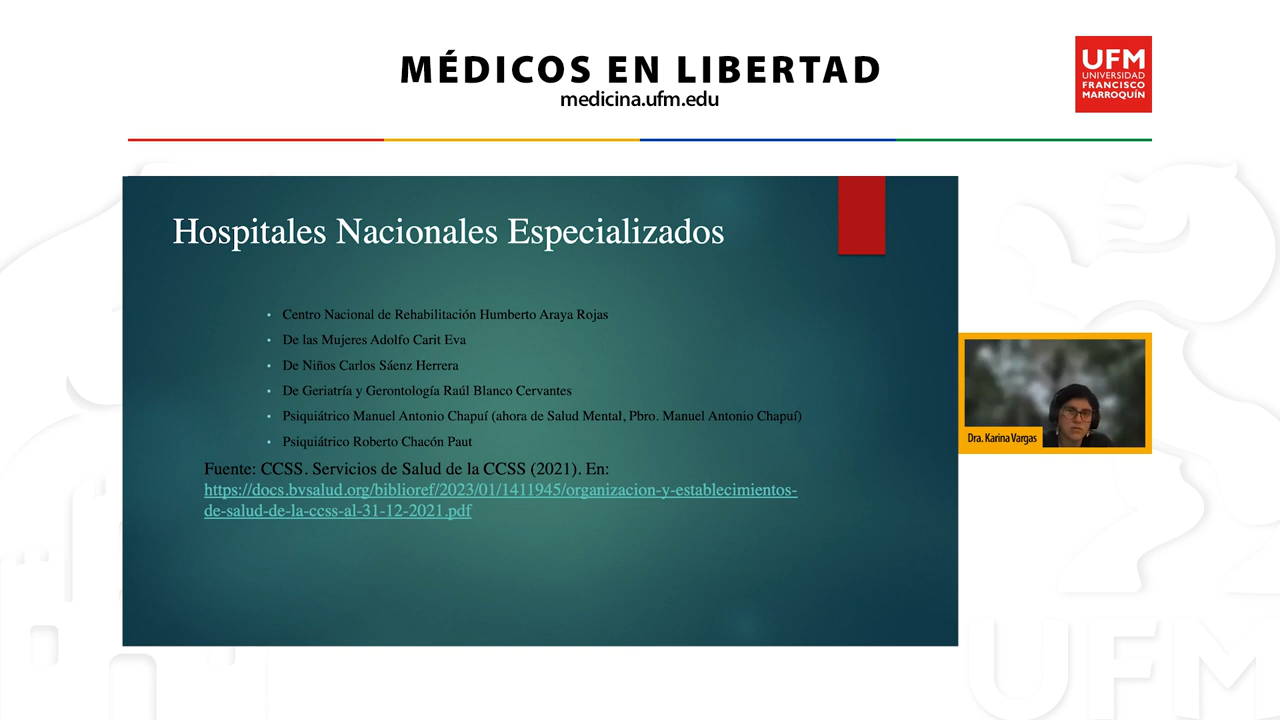 MÉDICOS EN LIBERTAD
medicina.ufm.edu
UFM
UNIVERSIDAD
FRANCISCO
MARROQUÍN
Hospitales Nacionales Especializados
• Centro Nacional de Rehabilitación Humberto Araya Rojas
• De las Mujeres Adolfo Carit Eva
• De Niños Carlos Sáenz Herrera
• De Geriatría y Gerontología Raúl Blanco Cervantes
• Psiquiátrico Manuel Antonio Chapuí (ahora de Salud Mental, Pbro. Manuel Antonio Chapuí)
• Psiquiátrico Roberto Chacón Paut
Fuente: CCSS. Servicios de Salud de la CCSS (2021). En:
https://docs.bvsalud.org/biblioref/2023/01/1411945/organizacion-y-establecimientos-
de-salud-de-la-ccss-al-31-12-2021.pdf
Dra. Karina Vargas
UFM